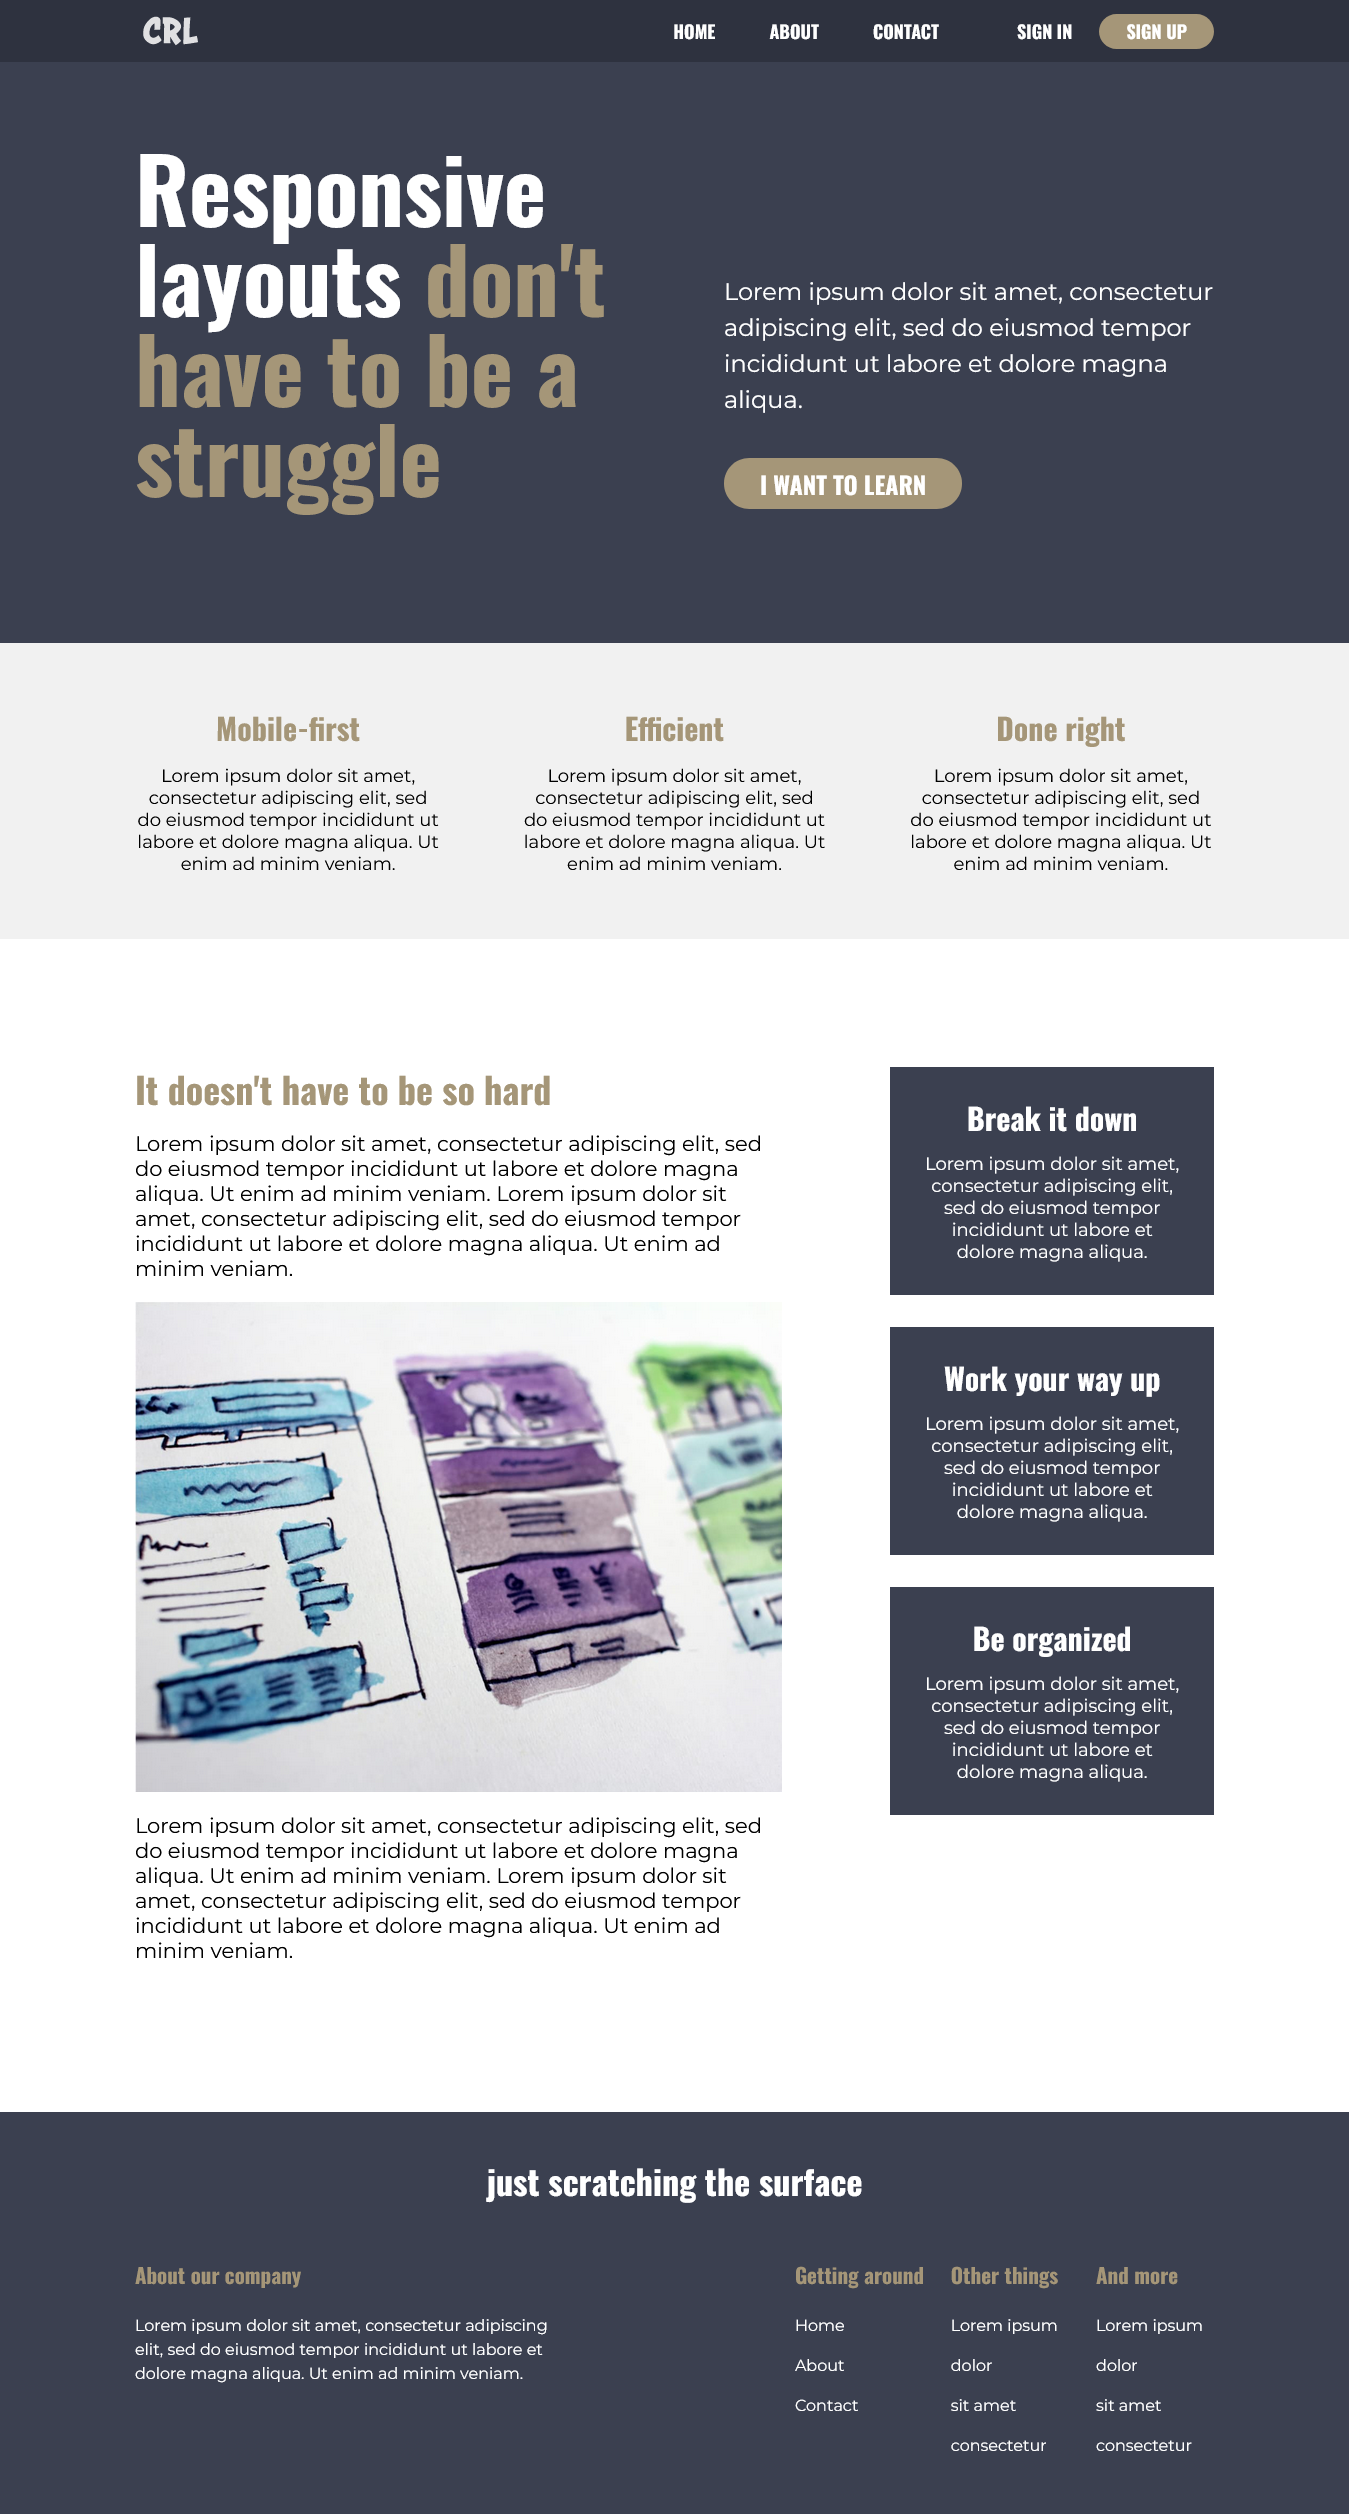 CRL
HOME ABOUT CONTACT SIGN IN SIGN UP
Responsive
layouts don't
have to be a
struggle
Lorem ipsum dolor sit amet, consectetur
adipiscing elit, sed do eiusmod tempor
incididunt ut labore et dolore magna
aliqua.
I WANT TO LEARN
Mobile-first
Lorem ipsum dolor sit amet,
consectetur adipiscing elit, sed
do eiusmod tempor incididunt ut
labore et dolore magna aliqua. Ut
enim ad minim veniam.
Efficient
Lorem ipsum dolor sit amet,
consectetur adipiscing elit, sed
do eiusmod tempor incididunt ut
labore et dolore magna aliqua. Ut
enim ad minim veniam.
Done right
Lorem ipsum dolor sit amet,
consectetur adipiscing elit, sed
do eiusmod tempor incididunt ut
labore et dolore magna aliqua. Ut
enim ad minim veniam.
It doesn't have to be so hard
Lorem ipsum dolor sit amet, consectetur adipiscing elit, sed
do eiusmod tempor incididunt ut labore et dolore magna
aliqua. Ut enim ad minim veniam. Lorem ipsum dolor sit
amet, consectetur adipiscing elit, sed do eiusmod tempor
incididunt ut labore et dolore magna aliqua. Ut enim ad
minim veniam.
Lorem ipsum dolor sit amet, consectetur adipiscing elit, sed
do eiusmod tempor incididunt ut labore et dolore magna
aliqua. Ut enim ad minim veniam. Lorem ipsum dolor sit
amet, consectetur adipiscing elit, sed do eiusmod tempor
incididunt ut labore et dolore magna aliqua. Ut enim ad
minim veniam.
Break it down
Lorem ipsum dolor sit amet,
consectetur adipiscing elit,
sed do eiusmod tempor
incididunt ut labore et
dolore magna aliqua.
Work your way up
Lorem ipsum dolor sit amet,
consectetur adipiscing elit,
sed do eiusmod tempor
incididunt ut labore et
dolore magna aliqua.
Be organized
Lorem ipsum dolor sit amet,
consectetur adipiscing elit,
sed do eiusmod tempor
incididunt ut labore et
dolore magna aliqua.
just scratching the surface
About our company
Lorem ipsum dolor sit amet, consectetur adipiscing
elit, sed do eiusmod tempor incididunt ut labore et
dolore magna aliqua. Ut enim ad minim veniam.
Getting around
Home
About
Contact
Other things
Lorem ipsum
dolor
sit amet
consectetur
And more
Lorem ipsum
dolor
sit amet
consectetur